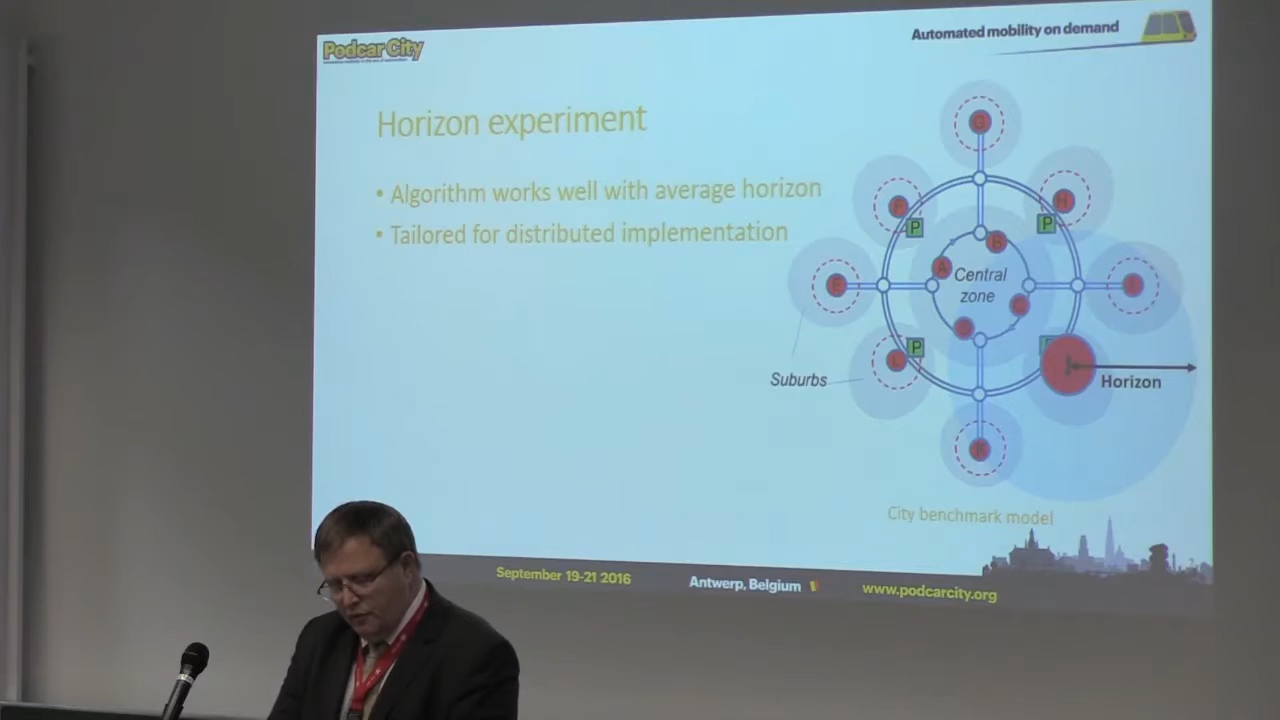 Podcar City
Automated mobility on demand
Horizon experiment
• Algorithm works well with average horizon
• Tailored for distributed implementation
G
F
H
P
P
B
A
Central
zone
E
C
P
L
Suburbs
Horizon
K
City benchmark model
September 19-21 2016
Antwerp, Belgium
www.podcarcity.org